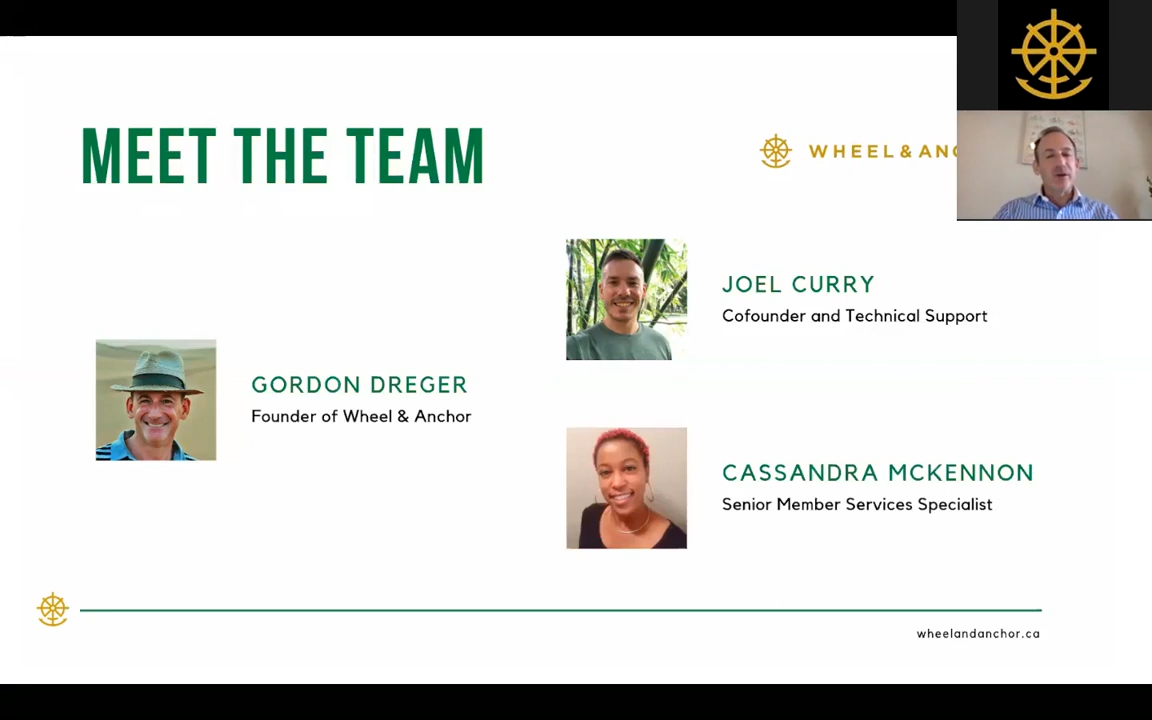 MEET THE TEAM
WHEEL & ANC
JOEL CURRY
Cofounder and Technical Support
GORDON DREGER
Founder of Wheel & Anchor
CASSANDRA MCKENNON
Senior Member Services Specialist
wheelandanchor.ca